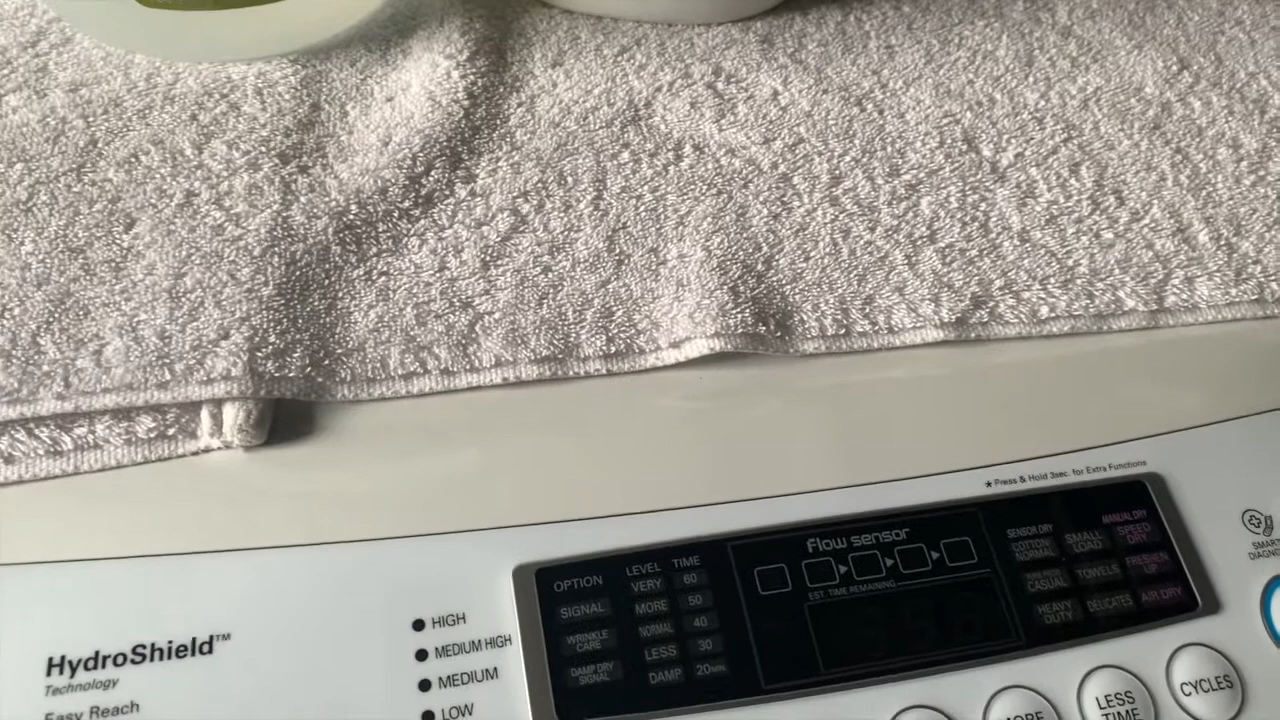 * Press & Hold 3sec. for Extra Functions
HydroShield™
Technology
Easy Reach
HIGH
MEDIUM HIGH
MEDIUM
LOW
OPTION
SIGNAL
WRINKLE
CARE
DAMP DRY
SIGNAL
LEVEL
VERY
MORE
NORMAL
LESS
DAMP
TIME
60
50
40
30
20MIN.
flow sensor
EST. TIME REMAINING
SENSOR DRY
COTTON/
NORMAL
SMALL
LOAD
MANUAL DRY
SPEED
DRY
CASUAL
TOWELS
FRESHEN
UP
HEAVY
DUTY
DELICATES
AIR DRY
MORE
LESS
TIME
CYCLES
SMART